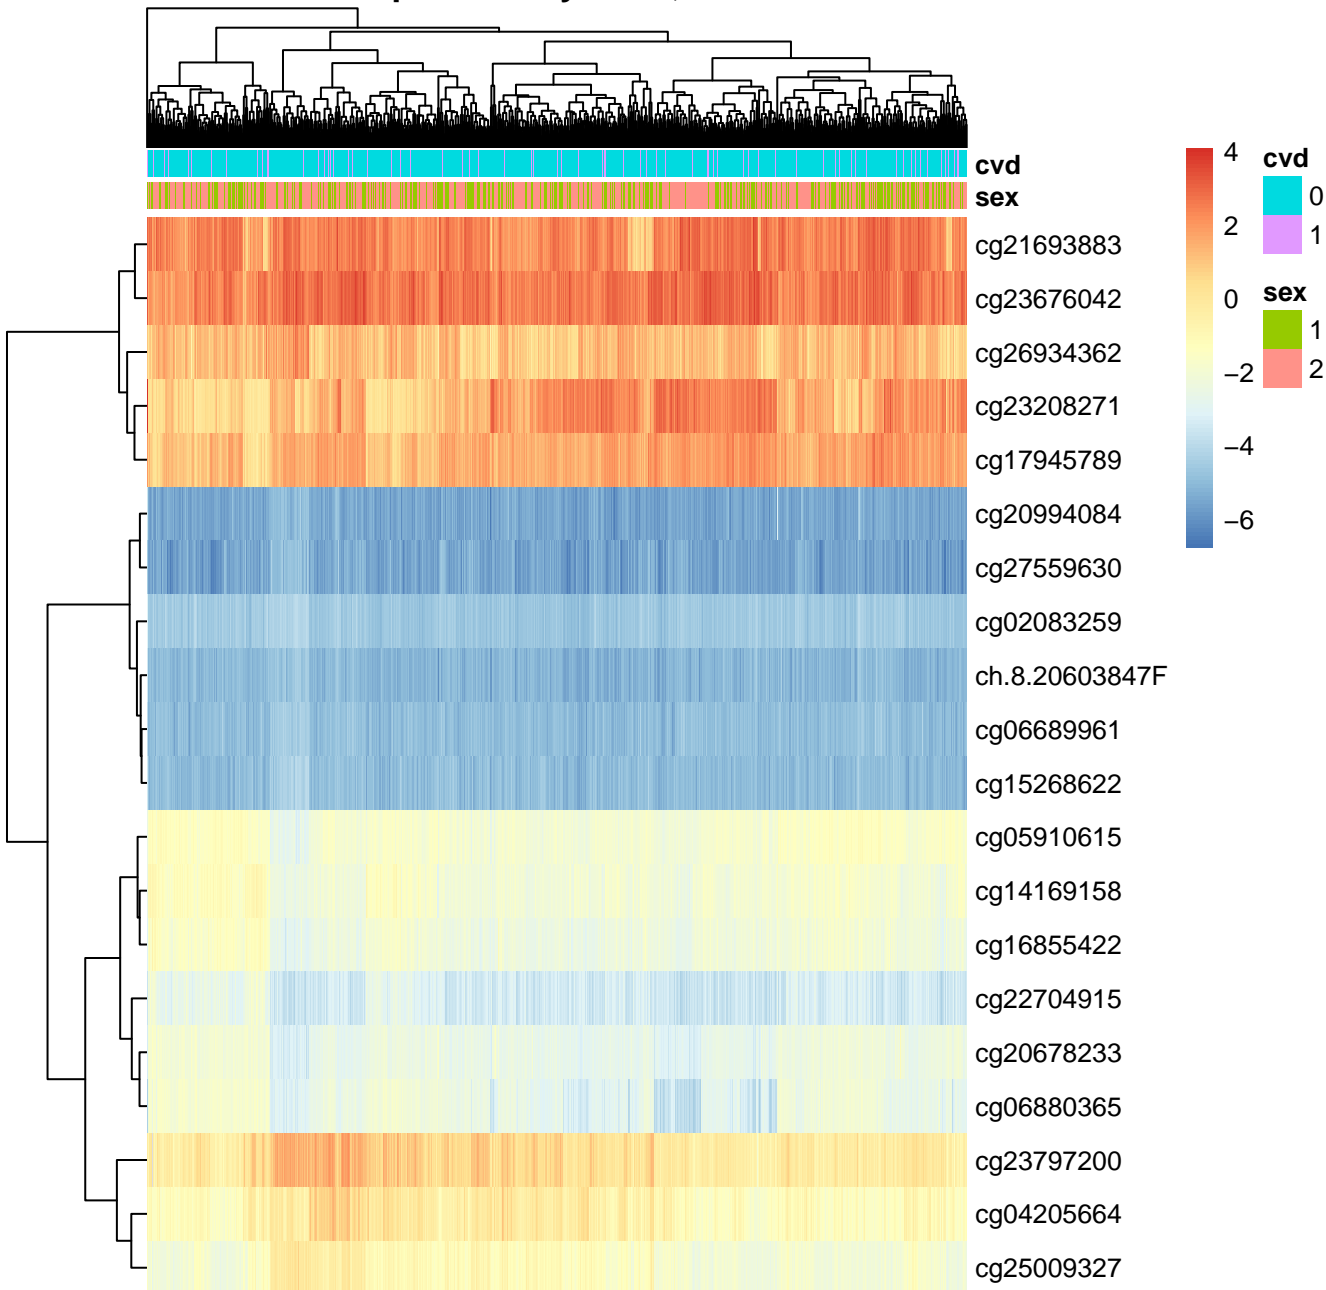 cvd
sex
cg21693883
cg23676042
cg26934362
cg23208271
cg17945789
cg20994084
cg27559630
cg02083259
ch.8.20603847F
cg06689961
cg15268622
cg05910615
cg14169158
cg16855422
cg22704915
cg20678233
cg06880365
cg23797200
cg04205664
cg25009327
4
2
0
−2
−4
−6
cvd
0
1
sex
1
2